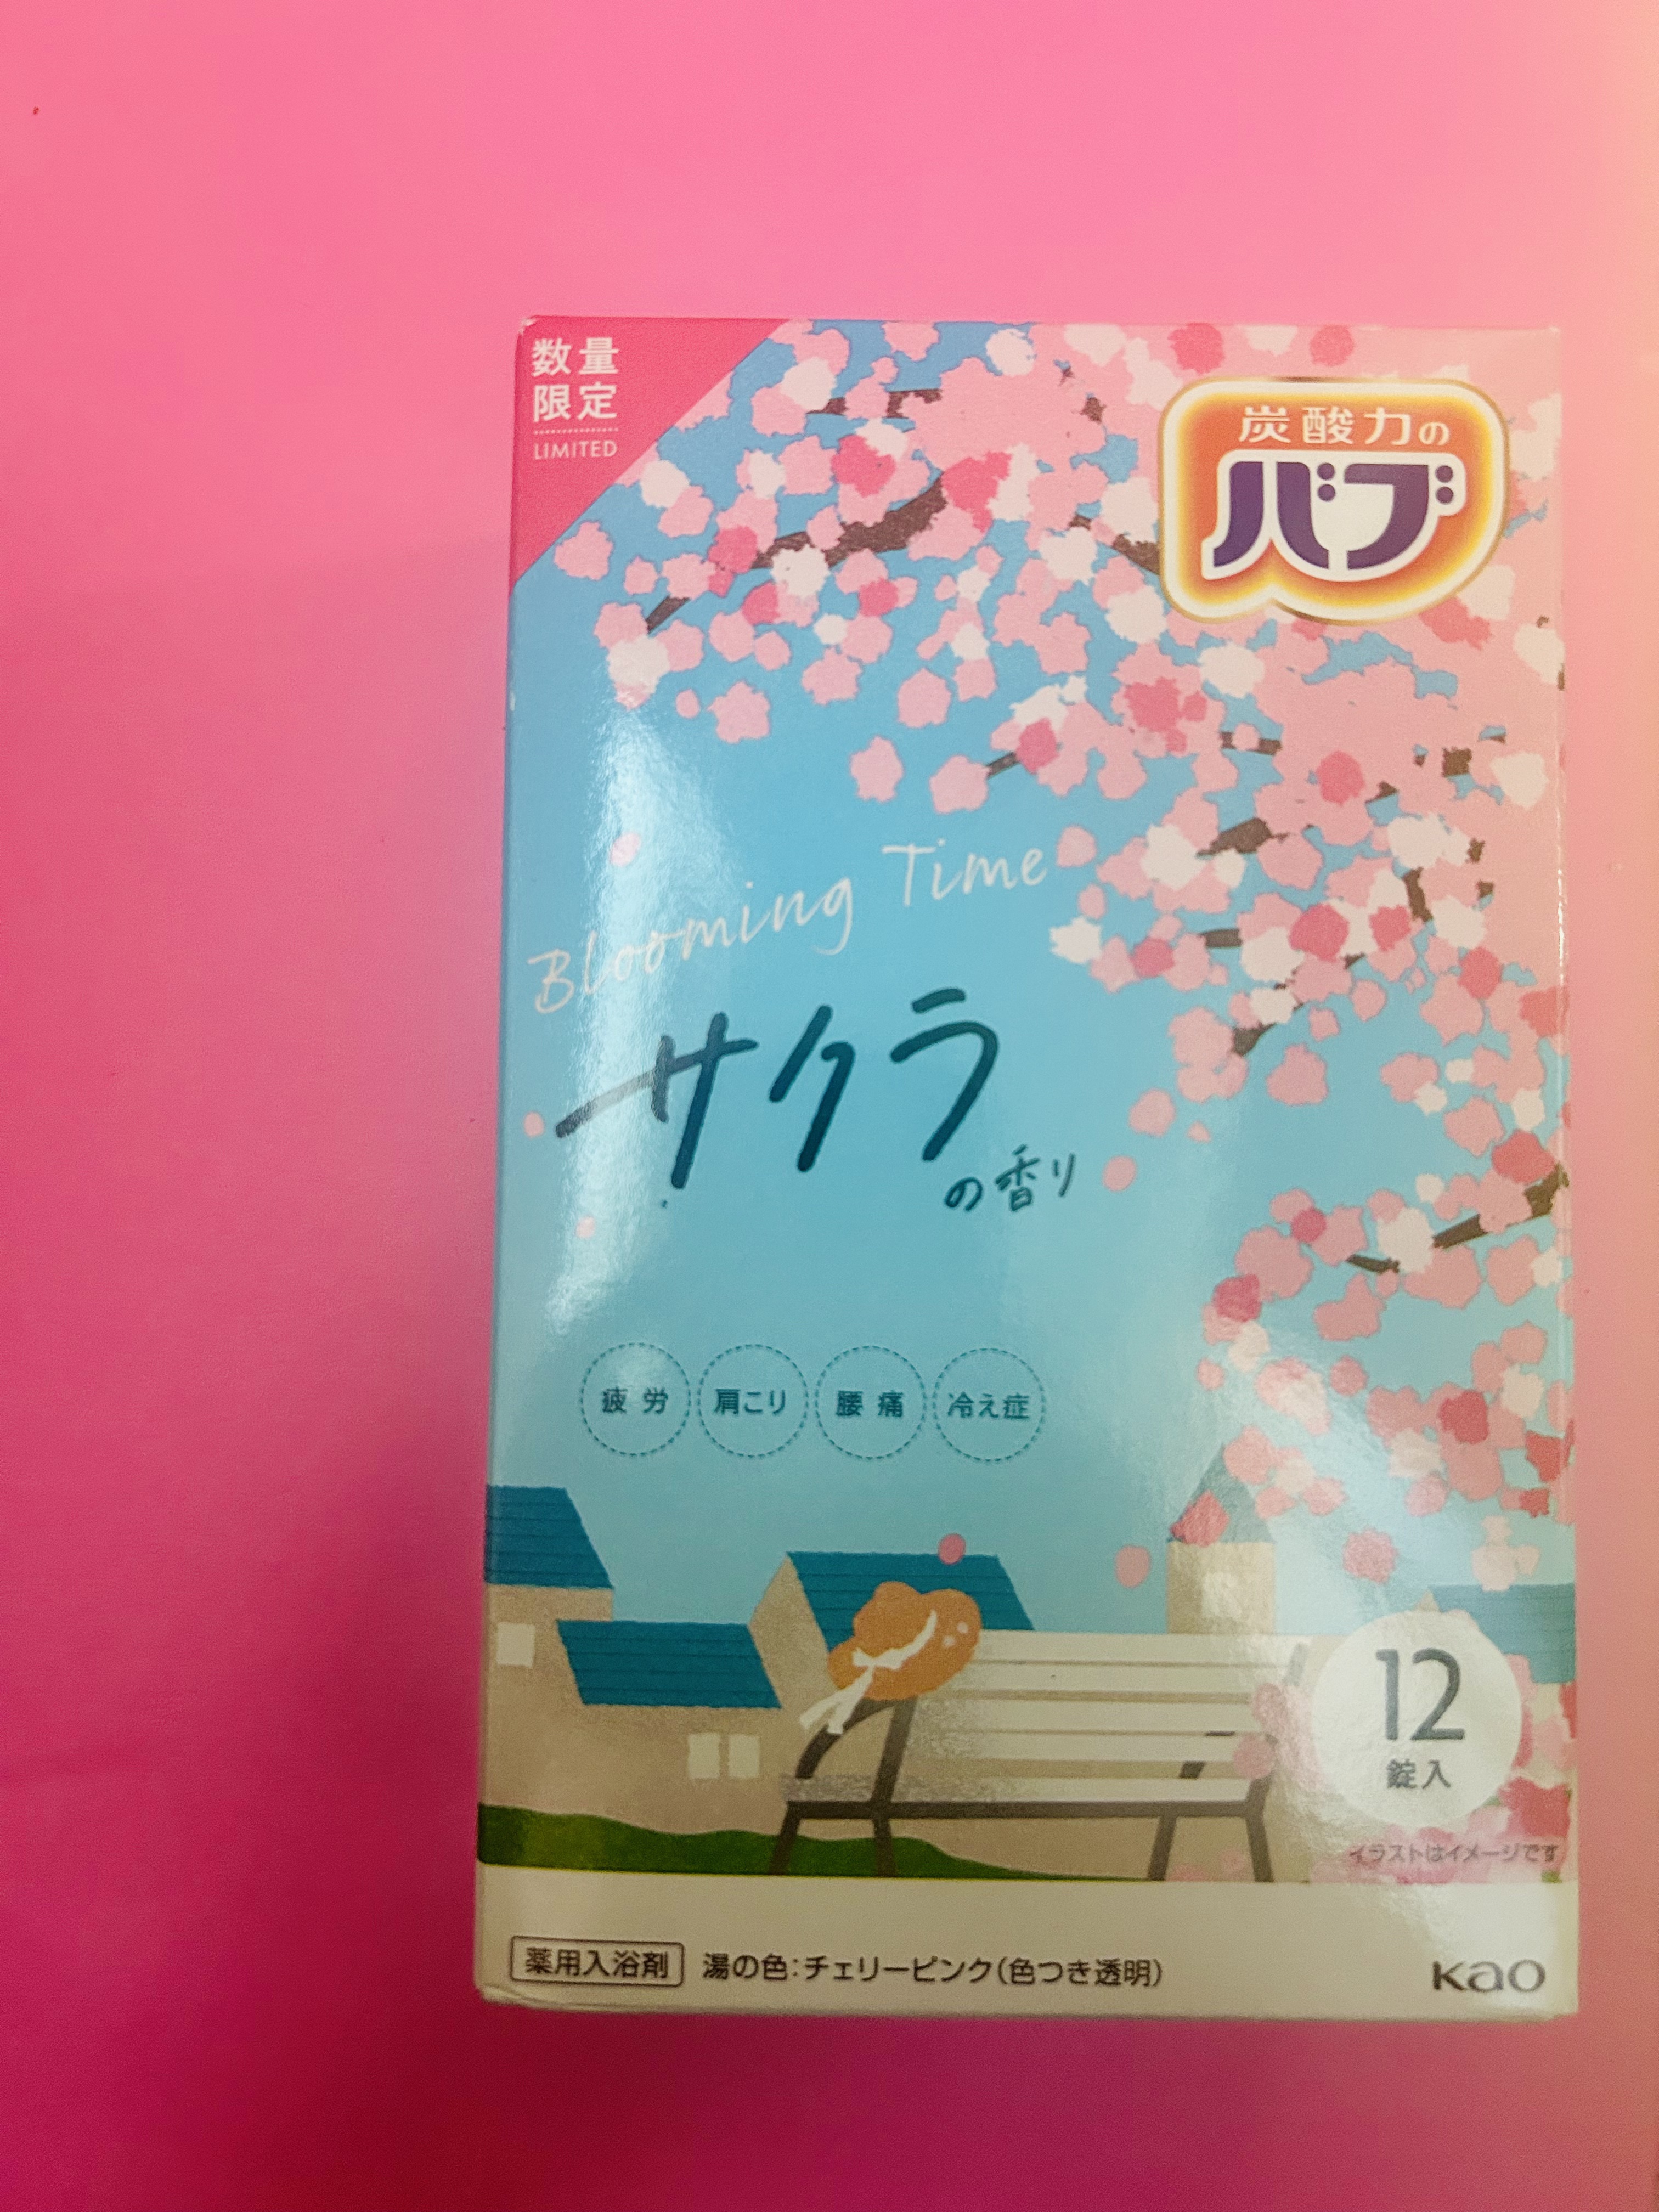 数量
限定
LIMITED
炭酸力の
バブ
Blooming Time
サクラ
の香り
疲労 肩こり 腰痛 冷え症
12
錠入
イラストはイメージです
薬用入浴剤 湯の色:チェリーピンク(色つき透明)
Kao